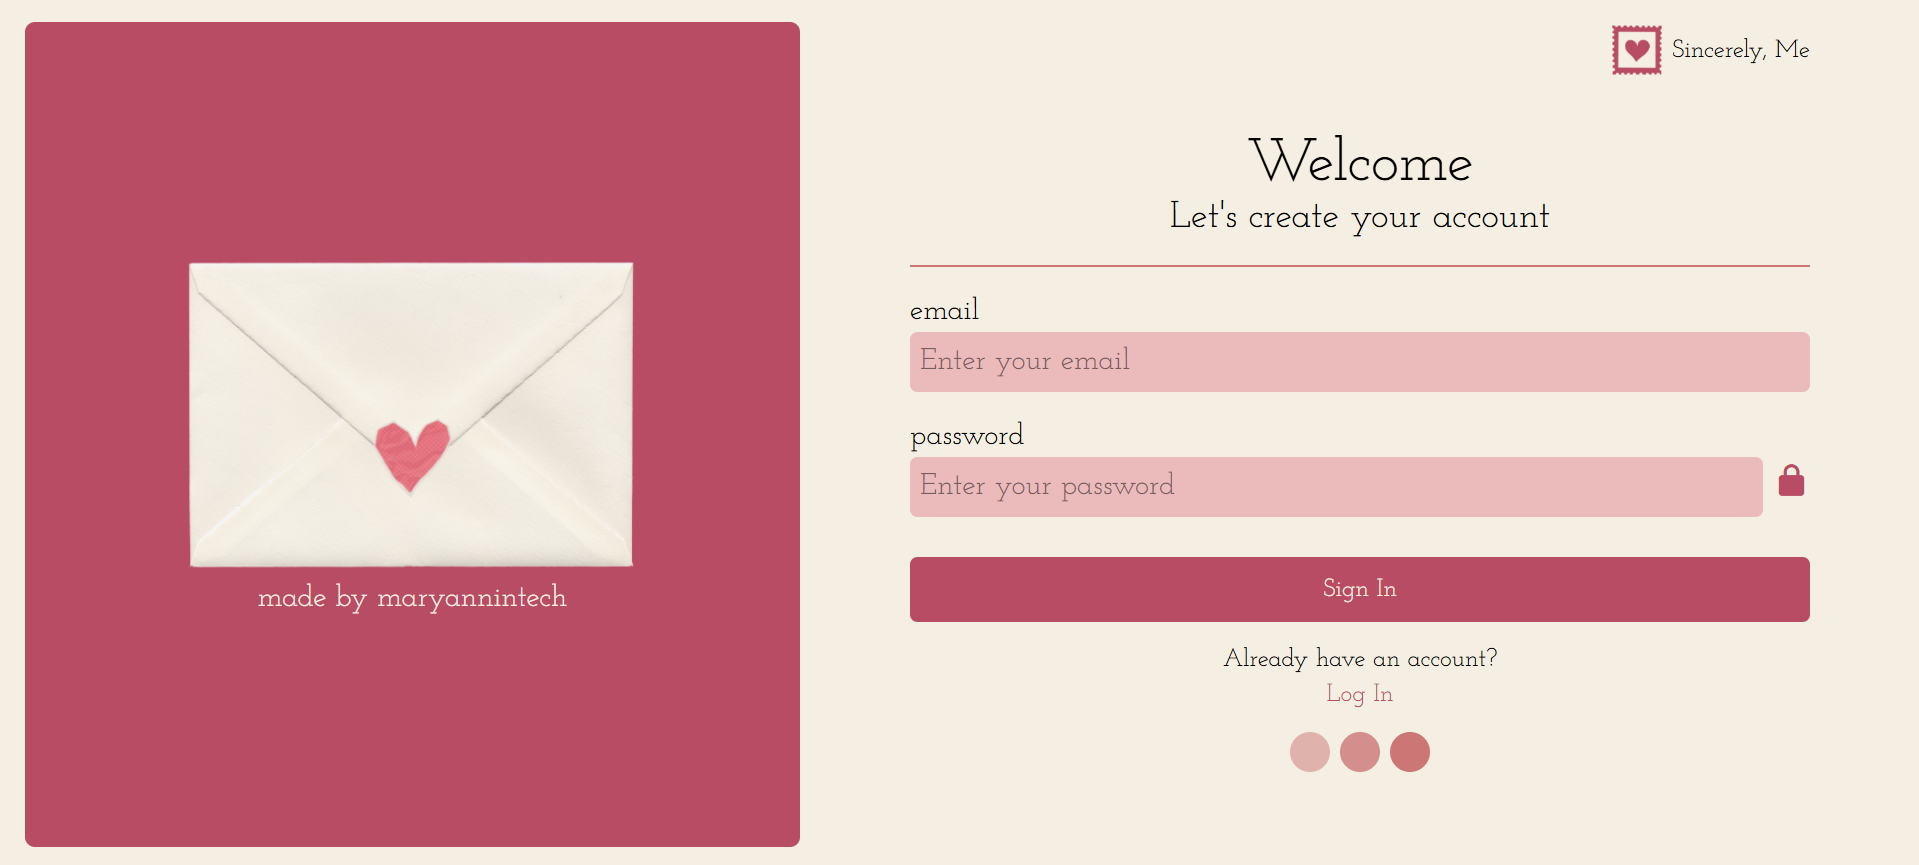 made by maryannintech
Sincerely, Me
Welcome
Let's create your account
email
Enter your email
password
Enter your password
Sign In
Already have an account?
Log In